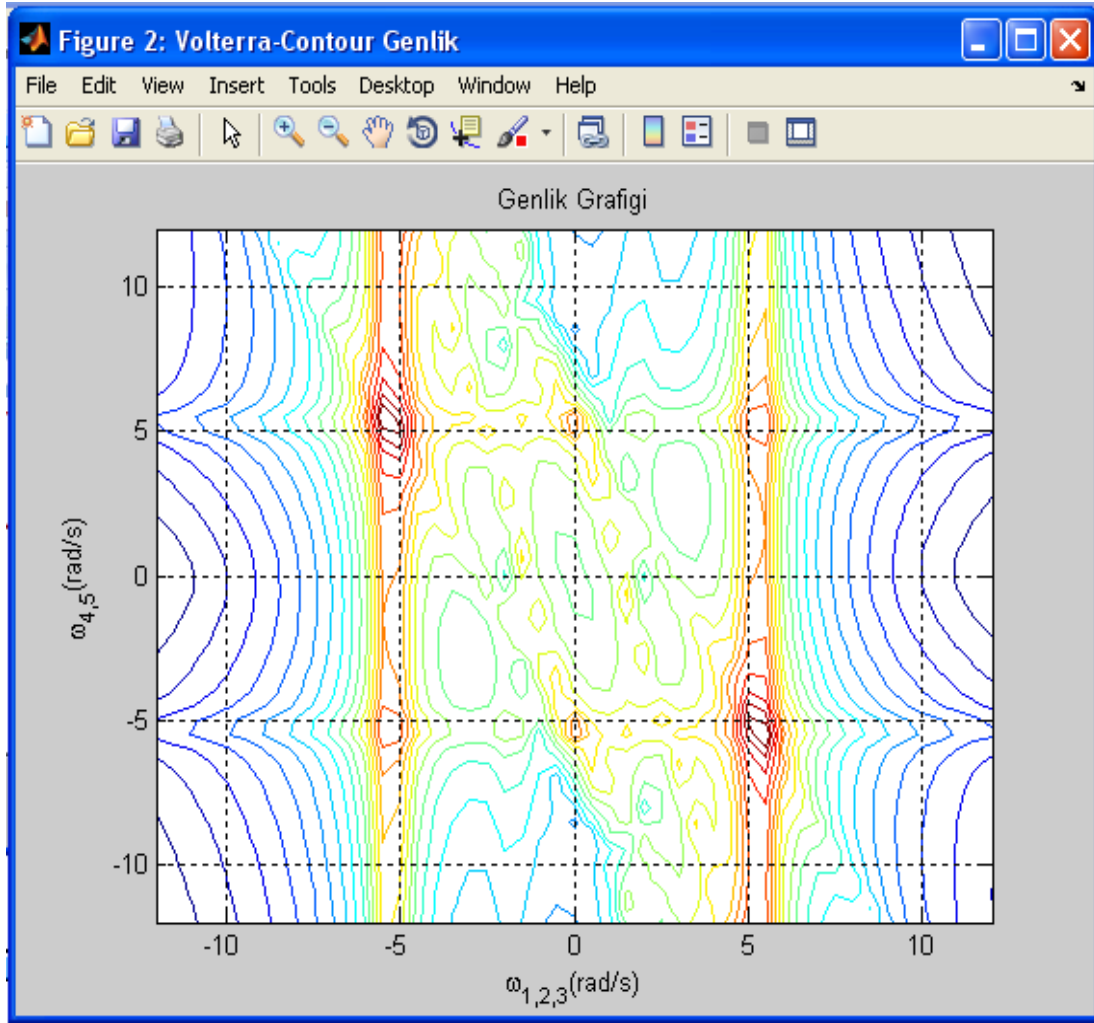 Figure 2: Volterra-Contour Genlik
File Edit View Insert Tools Desktop Window Help
Genlik Grafigi
10
5
0
-5
-10
ω4,5(rad/s)
-10 -5 0 5 10
ω1,2,3(rad/s)